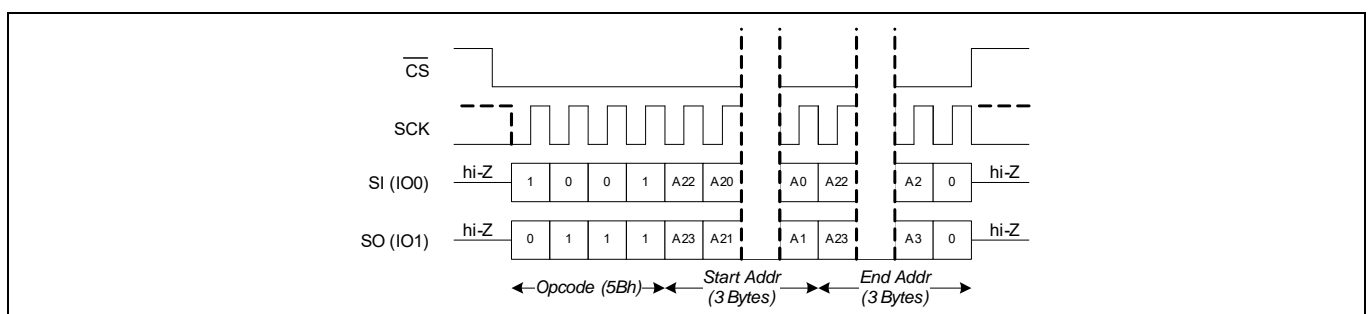 CS
SCK
SI (IO0) hi-Z 1 0 0 1 A22 A20 A0 A22 A2 0 hi-Z
SO (IO1) hi-Z 0 1 1 1 A23 A21 A1 A23 A3 0 hi-Z
Opcode (5Bh) Start Addr End Addr
(3 Bytes) (3 Bytes)